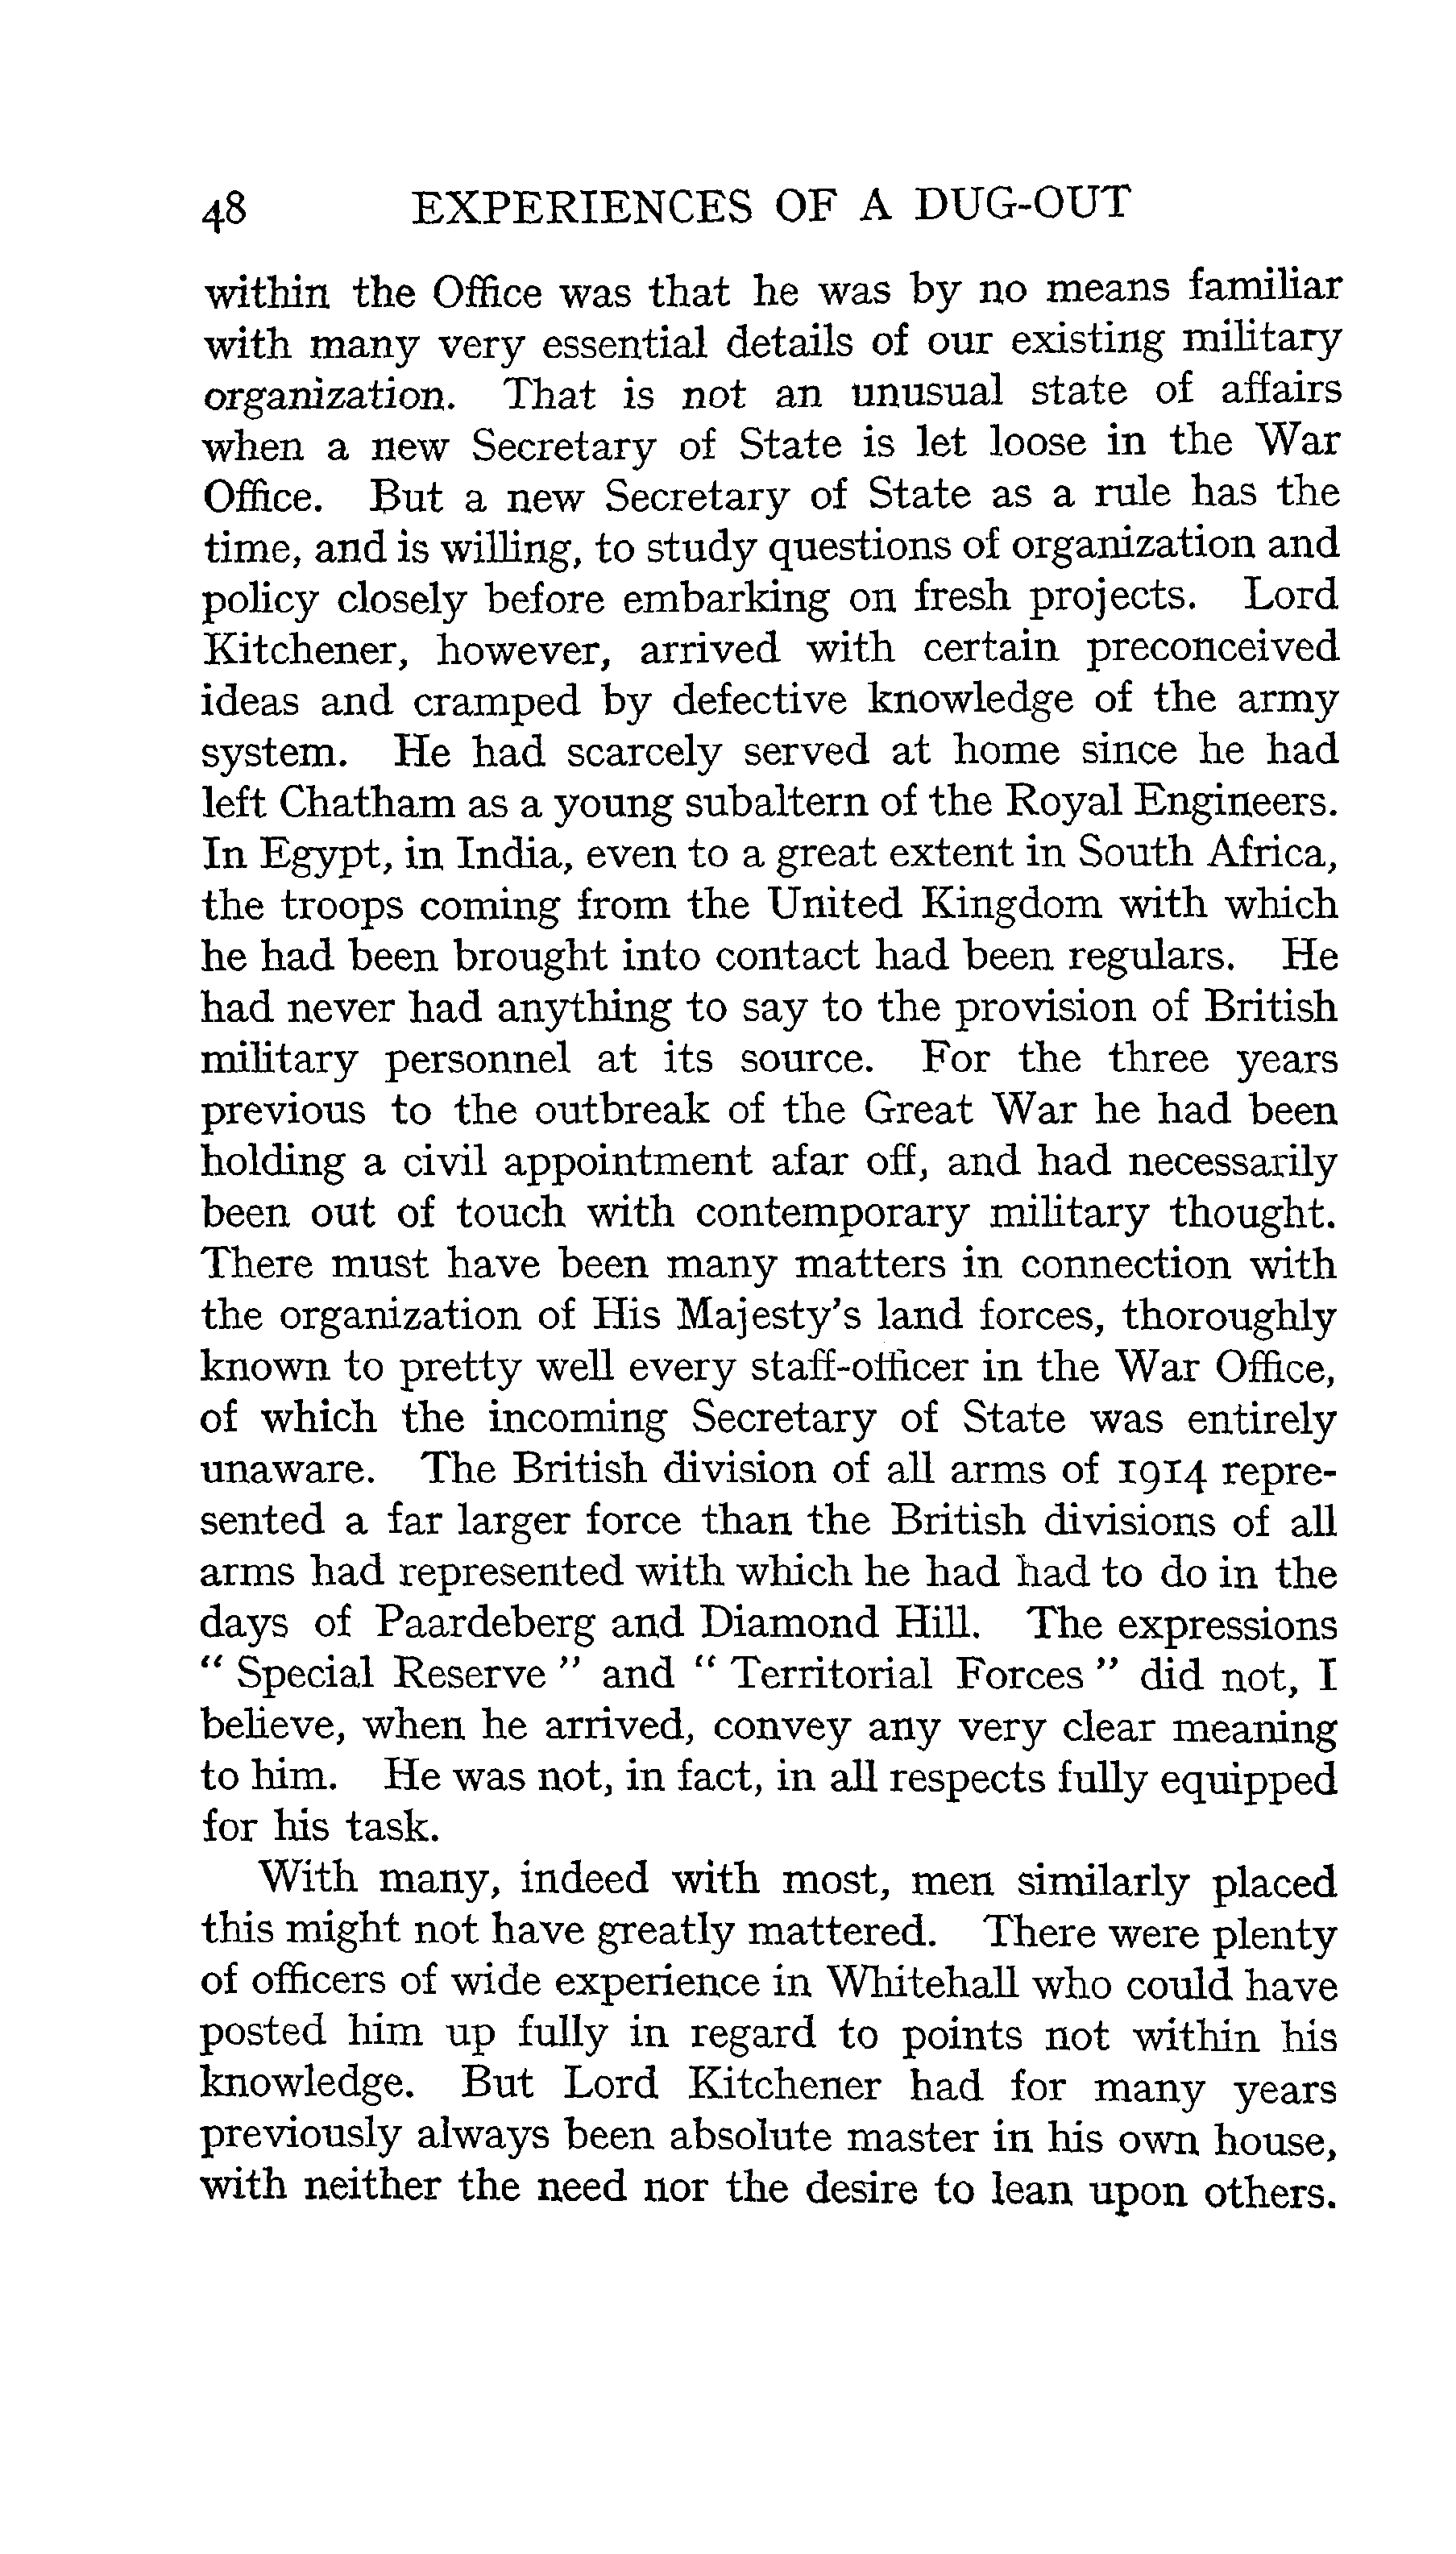 48 EXPERIENCES OF A DUG-OUT
within the Office was that he was by no means familiar
with many very essential details of our existing military
organization. That is not an unusual state of affairs
when a new Secretary of State is let loose in the War
Office. But a new Secretary of State as a rule has the
time, and is willing, to study questions of organization and
policy closely before embarking on fresh projects. Lord
Kitchener, however, arrived with certain preconceived
ideas and cramped by defective knowledge of the army
system. He had scarcely served at home since he had
left Chatham as a young subaltern of the Royal Engineers.
In Egypt, in India, even to a great extent in South Africa,
the troops coming from the United Kingdom with which
he had been brought into contact had been regulars. He
had never had anything to say to the provision of British
military personnel at its source. For the three years
previous to the outbreak of the Great War he had been
holding a civil appointment afar off, and had necessarily
been out of touch with contemporary military thought.
There must have been many matters in connection with
the organization of His Majesty's land forces, thoroughly
known to pretty well every staff-officer in the War Office,
of which the incoming Secretary of State was entirely
unaware. The British division of all arms of 1914 repre-
sented a far larger force than the British divisions of all
arms had represented with which he had had to do in the
days of Paardeberg and Diamond Hill. The expressions
" Special Reserve " and " Territorial Forces " did not, I
believe, when he arrived, convey any very clear meaning
to him. He was not, in fact, in all respects fully equipped
for his task.
With many, indeed with most, men similarly placed
this might not have greatly mattered. There were plenty
of officers of wide experience in Whitehall who could have
posted him up fully in regard to points not within his
knowledge. But Lord Kitchener had for many years
previously always been absolute master in his own house,
with neither the need nor the desire to lean upon others.